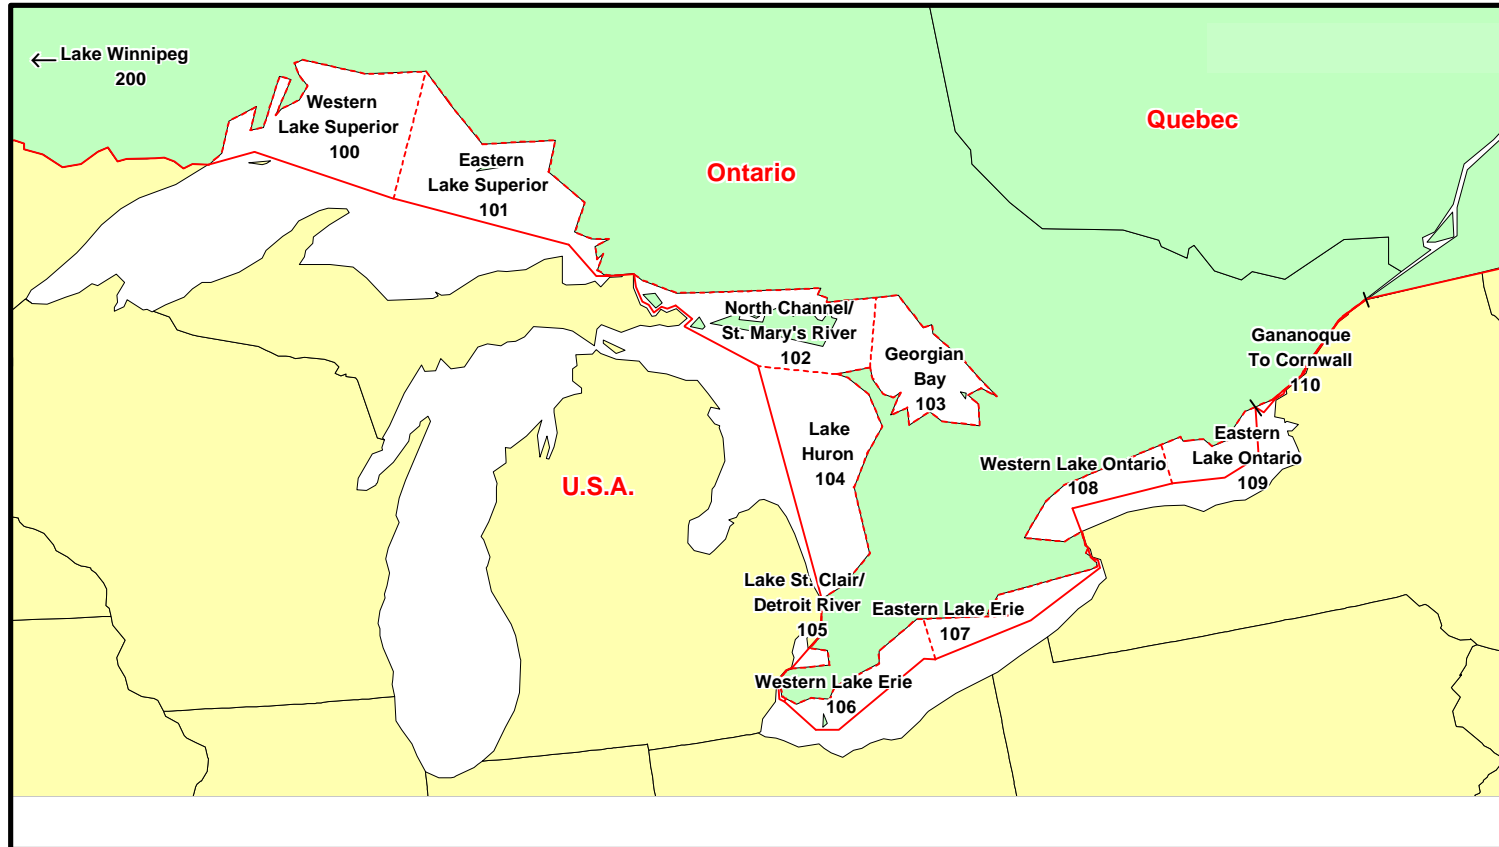 Lake Winnipeg
200
Western
Lake Superior
100
Eastern
Lake Superior
101
Ontario
Quebec
North Channel/
St. Mary's River
102
Georgian
Bay
103
Lake
Huron
104
U.S.A.
Gananoque
To Cornwall
110
Eastern
Lake Ontario
109
Western Lake Ontario
108
Lake St. Clair/
Detroit River
105
Eastern Lake Erie
107
Western Lake Erie
106